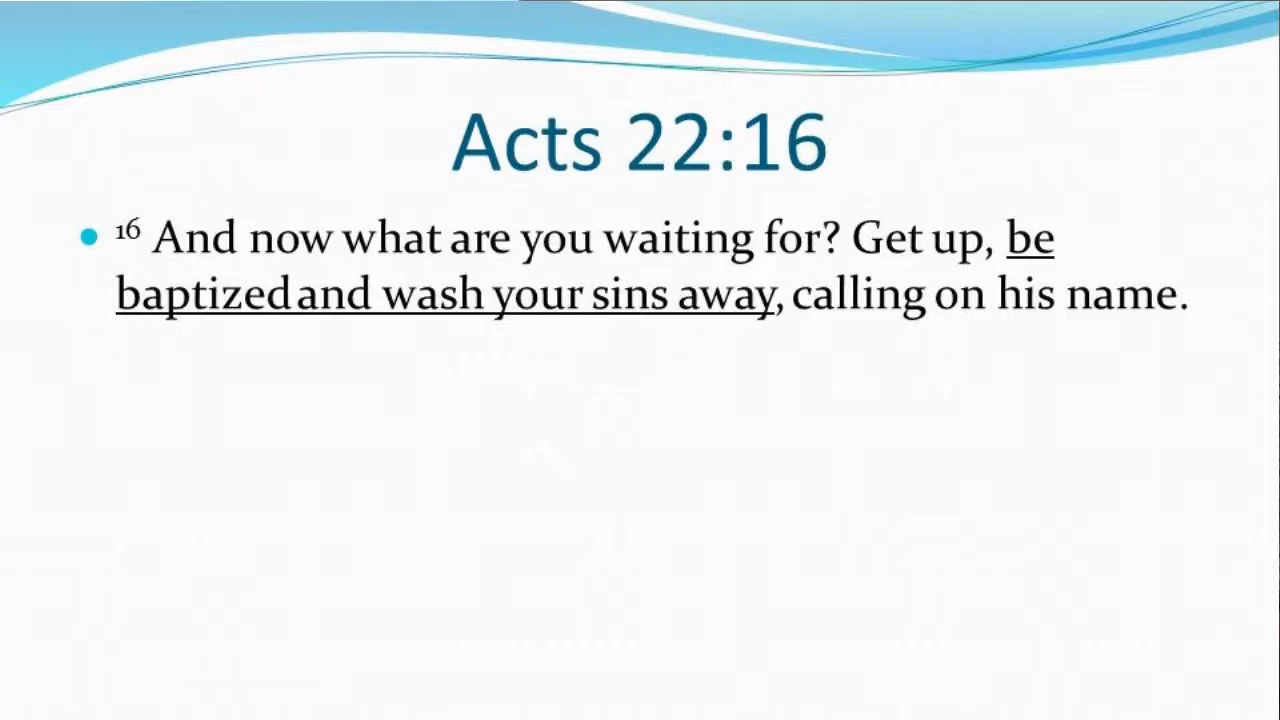 Acts 22:16
• 16 And now what are you waiting for? Get up, be
baptized and wash your sins away, calling on his name.